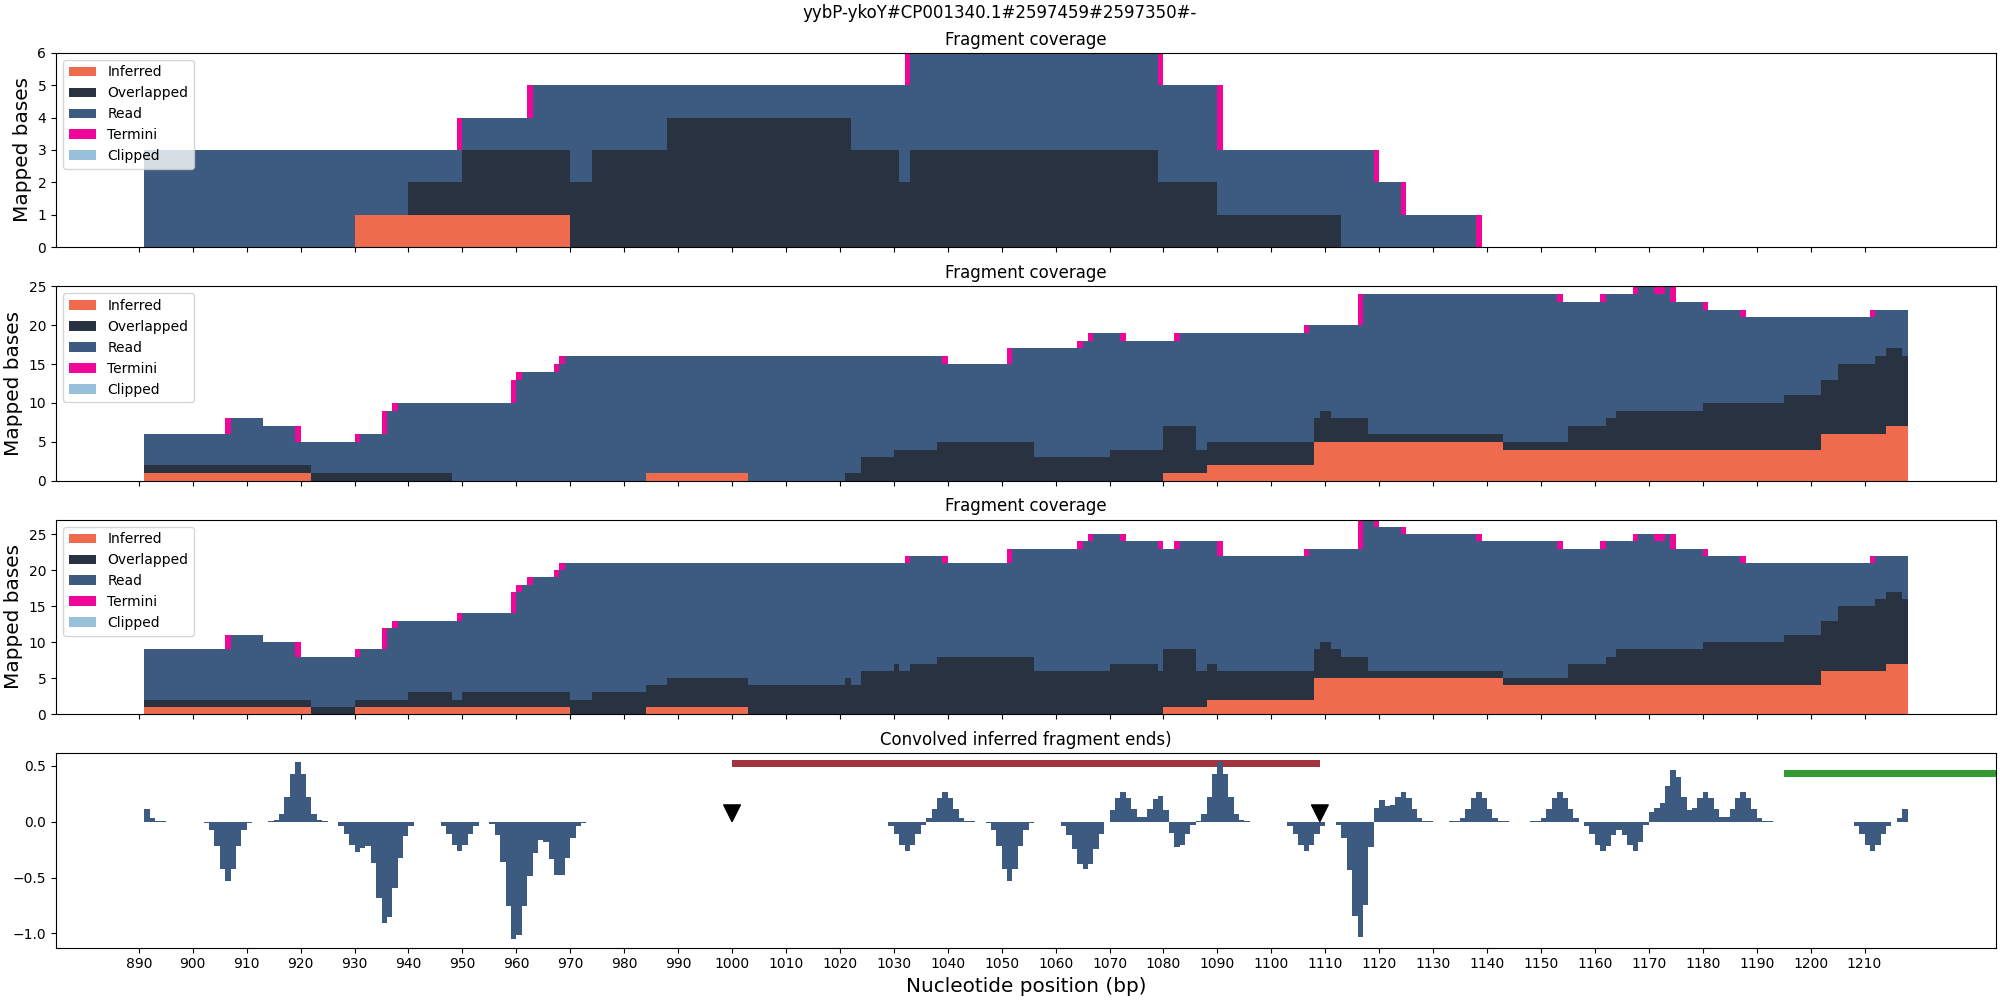 yybP-ykoY#CP001340.1#2597459#2597350#-
Fragment coverage
Mapped bases
6
5
4
3
2
1
0
Inferred
Overlapped
Read
Termini
Clipped
Fragment coverage
Mapped bases
25
20
15
10
5
0
Inferred
Overlapped
Read
Termini
Clipped
Fragment coverage
Mapped bases
25
20
15
10
5
0
Inferred
Overlapped
Read
Termini
Clipped
Convolved inferred fragment ends)
0.5
0.0
−0.5
−1.0
890 900 910 920 930 940 950 960 970 980 990 1000 1010 1020 1030 1040 1050 1060 1070 1080 1090 1100 1110 1120 1130 1140 1150 1160 1170 1180 1190 1200 1210
Nucleotide position (bp)